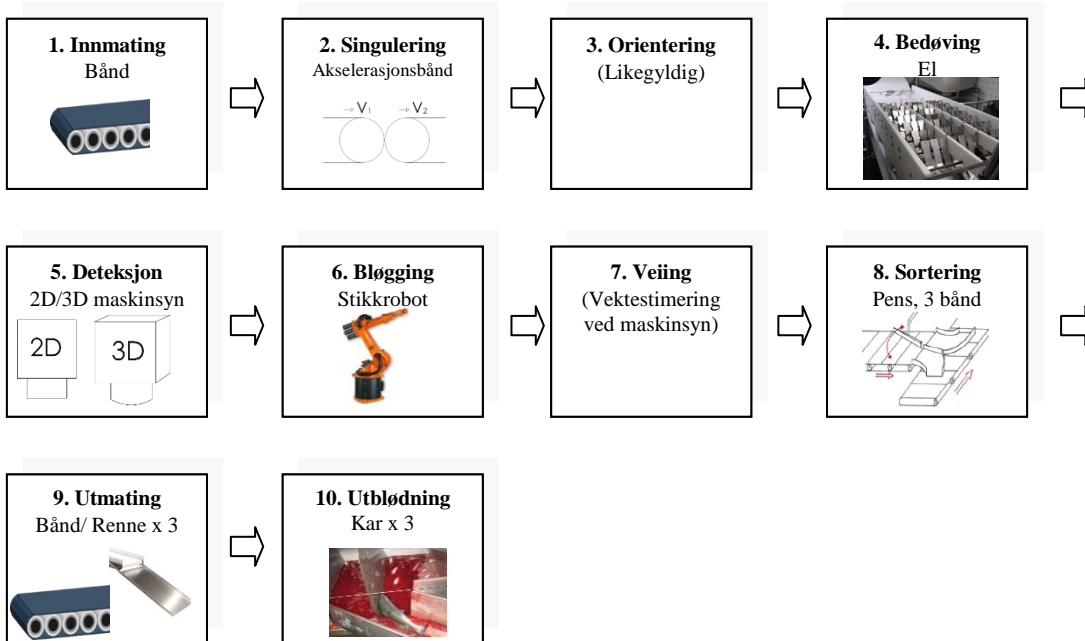 1. Innmating
Bånd
2. Singulering
Akselerasjonsbånd
V1
V2
3. Orientering
(Likegyldig)
4. Bedøving
El
5. Deteksjon
2D/3D maskinsyn
2D
3D
6. Bløgging
Stikkrobot
7. Veiing
(Vektestimering
ved maskinsyn)
8. Sortering
Pens, 3 bånd
9. Utmating
Bånd/ Renne x 3
10. Utblødning
Kar x 3